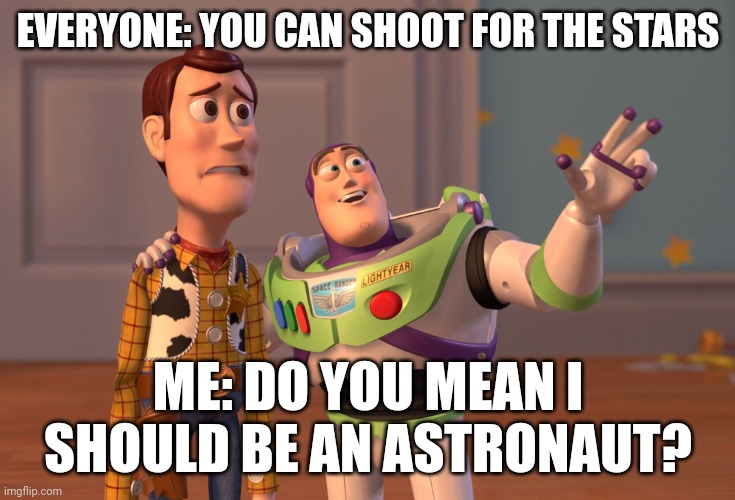 EVERYONE: YOU CAN SHOOT FOR THE STARS
SPACE RANGER
LIGHTYEAR
ME: DO YOU MEAN I
SHOULD BE AN ASTRONAUT?
imgflip.com